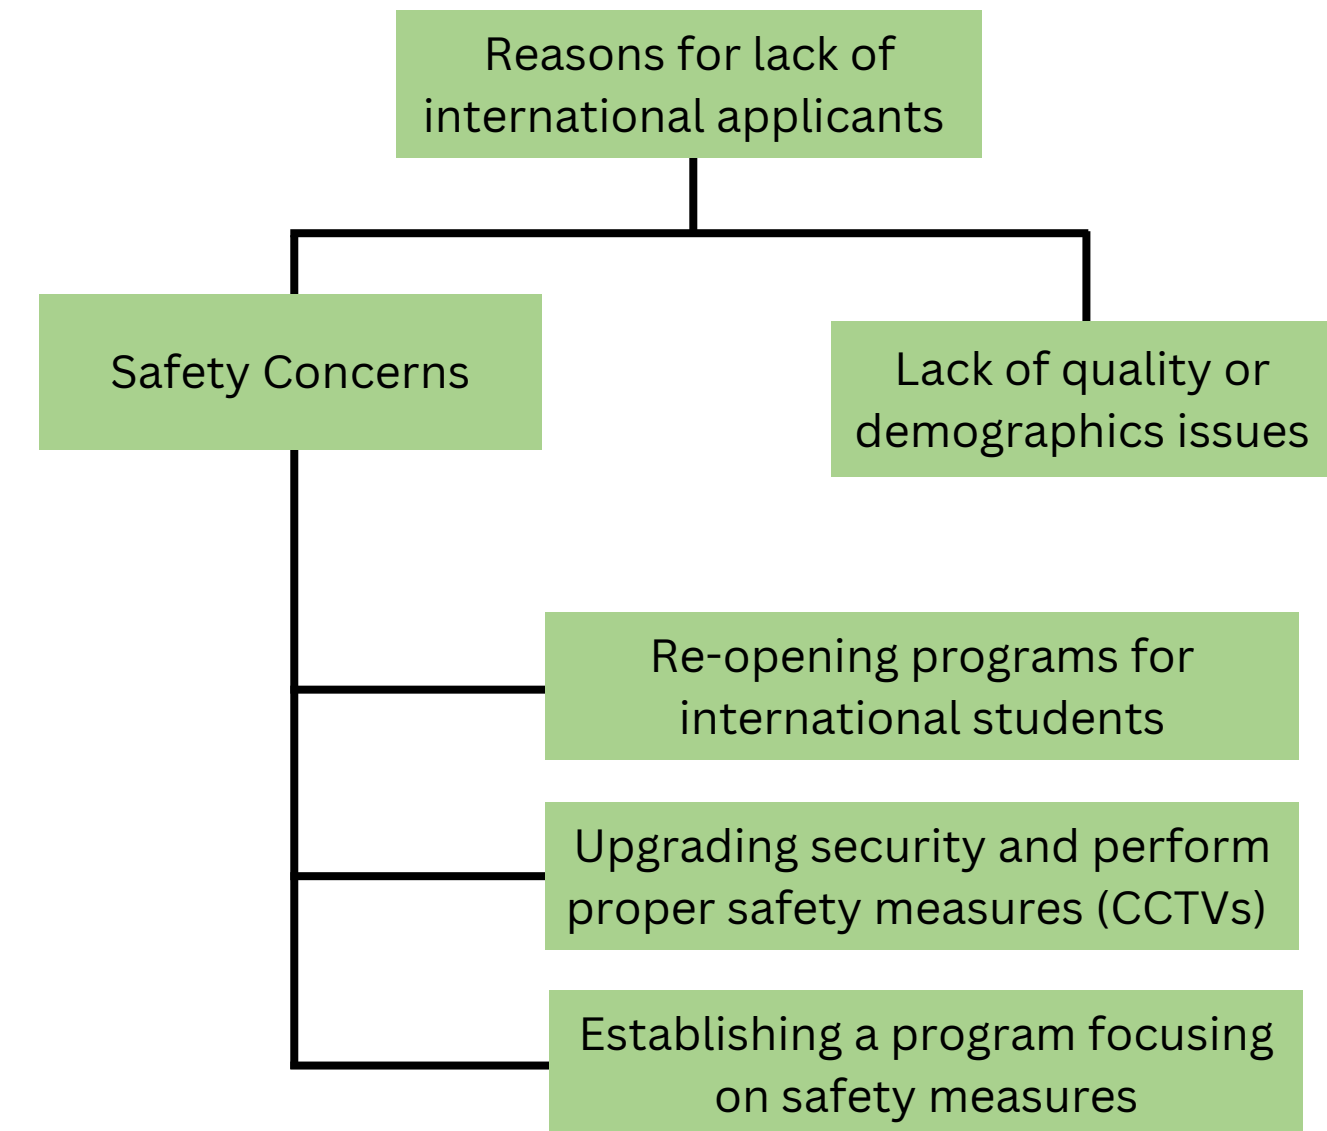 Reasons for lack of
international applicants
Safety Concerns
Lack of quality or
demographics issues
Re-opening programs for
international students
Upgrading security and perform
proper safety measures (CCTVs)
Establishing a program focusing
on safety measures